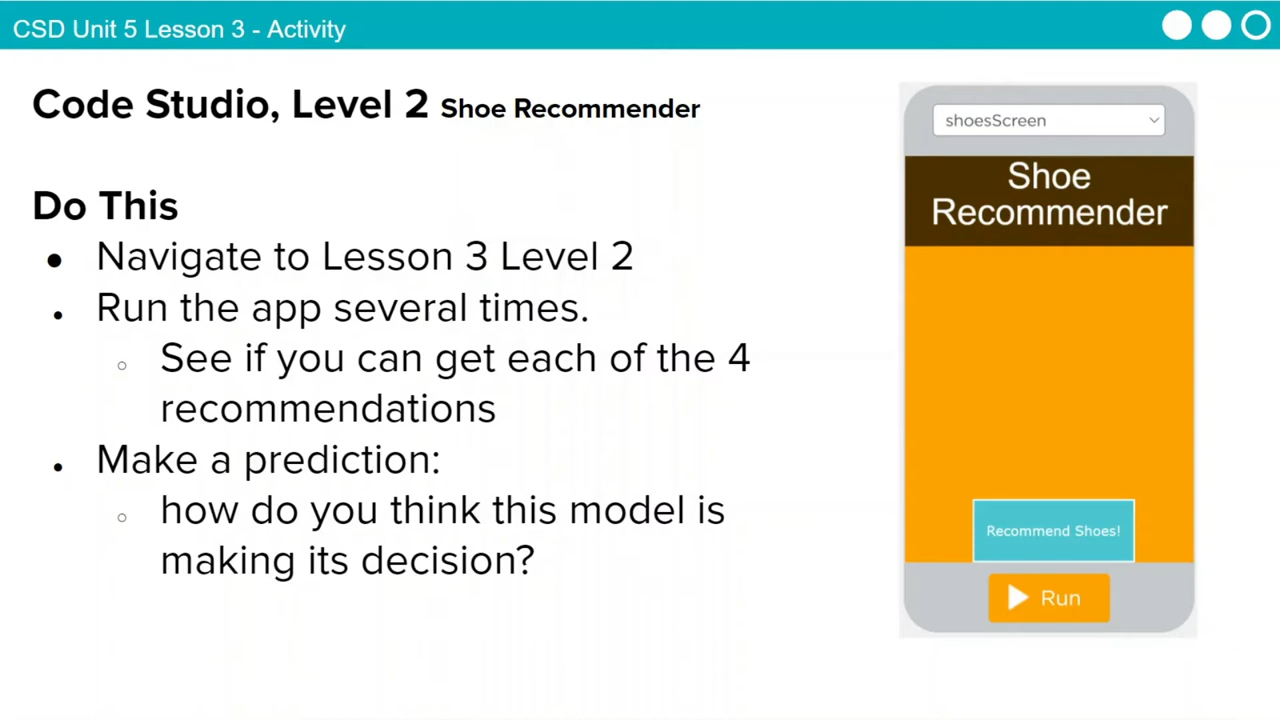 CSD Unit 5 Lesson 3 - Activity
Code Studio, Level 2 Shoe Recommender
Do This
● Navigate to Lesson 3 Level 2
● Run the app several times.
○ See if you can get each of the 4
recommendations
● Make a prediction:
○ how do you think this model is
making its decision?
shoesScreen
Shoe
Recommender
Recommend Shoes!
Run